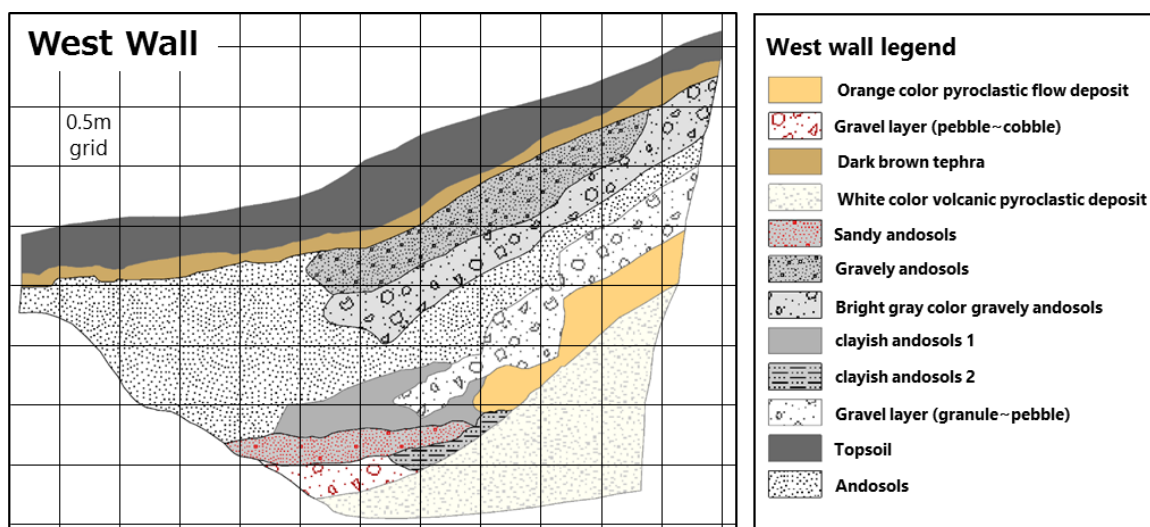 West Wall
0.5m
grid
West wall legend
Orange color pyroclastic flow deposit
Gravel layer (pebble~cobble)
Dark brown tephra
White color volcanic pyroclastic deposit
Sandy andosols
Gravely andosols
Bright gray color gravely andosols
clayish andosols 1
clayish andosols 2
Gravel layer (granule~pebble)
Topsoil
Andosols